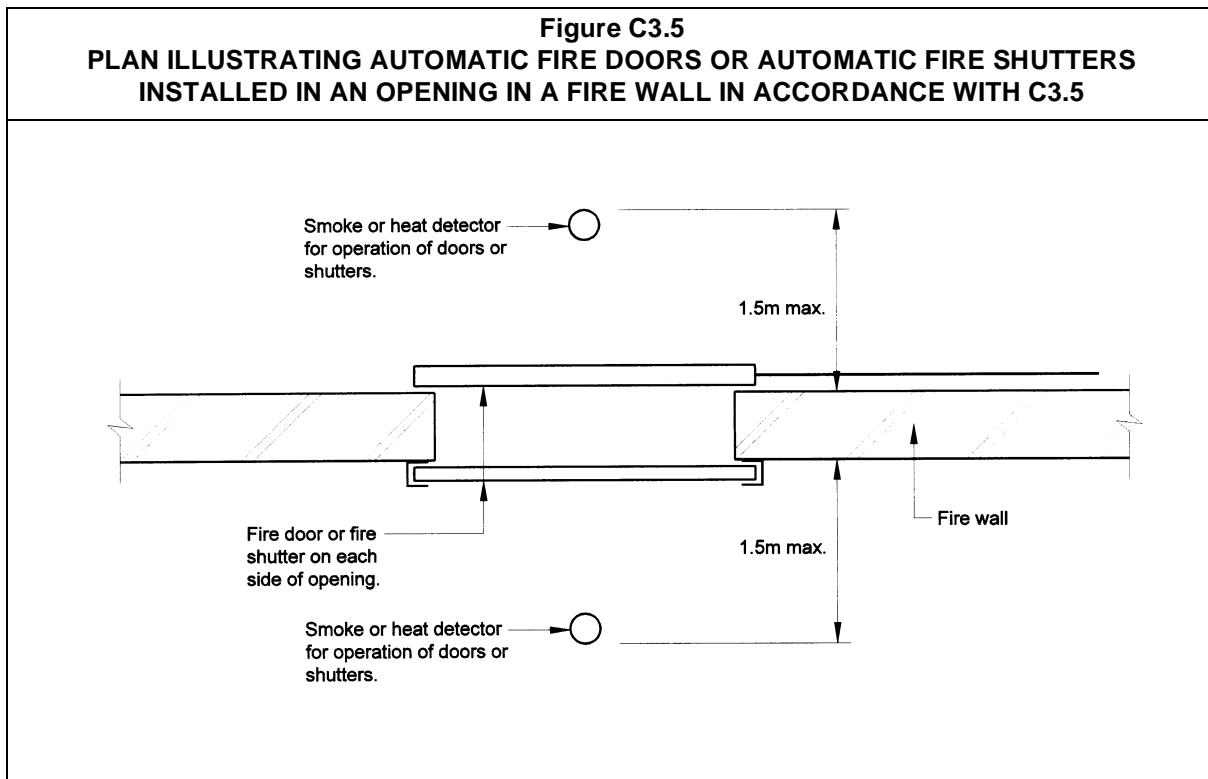 Figure C3.5
PLAN ILLUSTRATING AUTOMATIC FIRE DOORS OR AUTOMATIC FIRE SHUTTERS
INSTALLED IN AN OPENING IN A FIRE WALL IN ACCORDANCE WITH C3.5
Smoke or heat detector
for operation of doors or
shutters.
1.5m max.
Fire door or fire
shutter on each
side of opening.
1.5m max.
Fire wall
Smoke or heat detector
for operation of doors or
shutters.